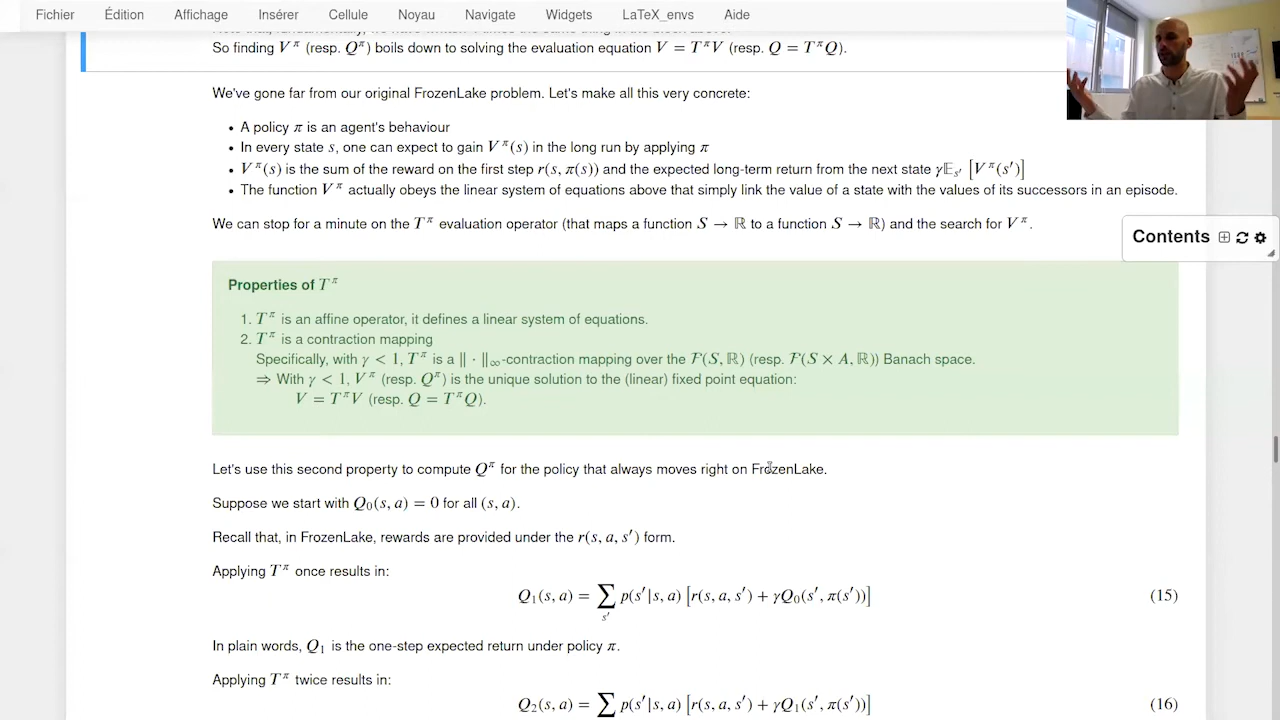 Fichier Édition Affichage Insérer Cellule Noyau Navigate Widgets LaTeX_envs Aide
So finding V^π (resp. Q^π) boils down to solving the evaluation equation V = T^πV (resp. Q = T^πQ).
We've gone far from our original FrozenLake problem. Let's make all this very concrete:
• A policy π is an agent's behaviour
• In every state s, one can expect to gain V^π(s) in the long run by applying π
• V^π(s) is the sum of the reward on the first step r(s, π(s)) and the expected long-term return from the next state γ𝔼_s′ [V^π(s′)]
• The function V^π actually obeys the linear system of equations above that simply link the value of a state with the values of its successors in an episode.
We can stop for a minute on the T^π evaluation operator (that maps a function S → ℝ to a function S → ℝ) and the search for V^π.
Contents
Properties of T^π
1. T^π is an affine operator, it defines a linear system of equations.
2. T^π is a contraction mapping
Specifically, with γ < 1, T^π is a ‖ · ‖∞-contraction mapping over the F(S, ℝ) (resp. F(S × A, ℝ)) Banach space.
⇒ With γ < 1, V^π (resp. Q^π) is the unique solution to the (linear) fixed point equation:
V = T^πV (resp. Q = T^πQ).
Let's use this second property to compute Q^π for the policy that always moves right on FrozenLake.
Suppose we start with Q₀(s, a) = 0 for all (s, a).
Recall that, in FrozenLake, rewards are provided under the r(s, a, s′) form.
Applying T^π once results in:
Q₁(s, a) = ∑_s′ p(s′|s, a) [r(s, a, s′) + γQ₀(s′, π(s′))] (15)
In plain words, Q₁ is the one-step expected return under policy π.
Applying T^π twice results in:
Q₂(s, a) = ∑ p(s′|s, a) [r(s, a, s′) + γQ₁(s′, π(s′))] (16)